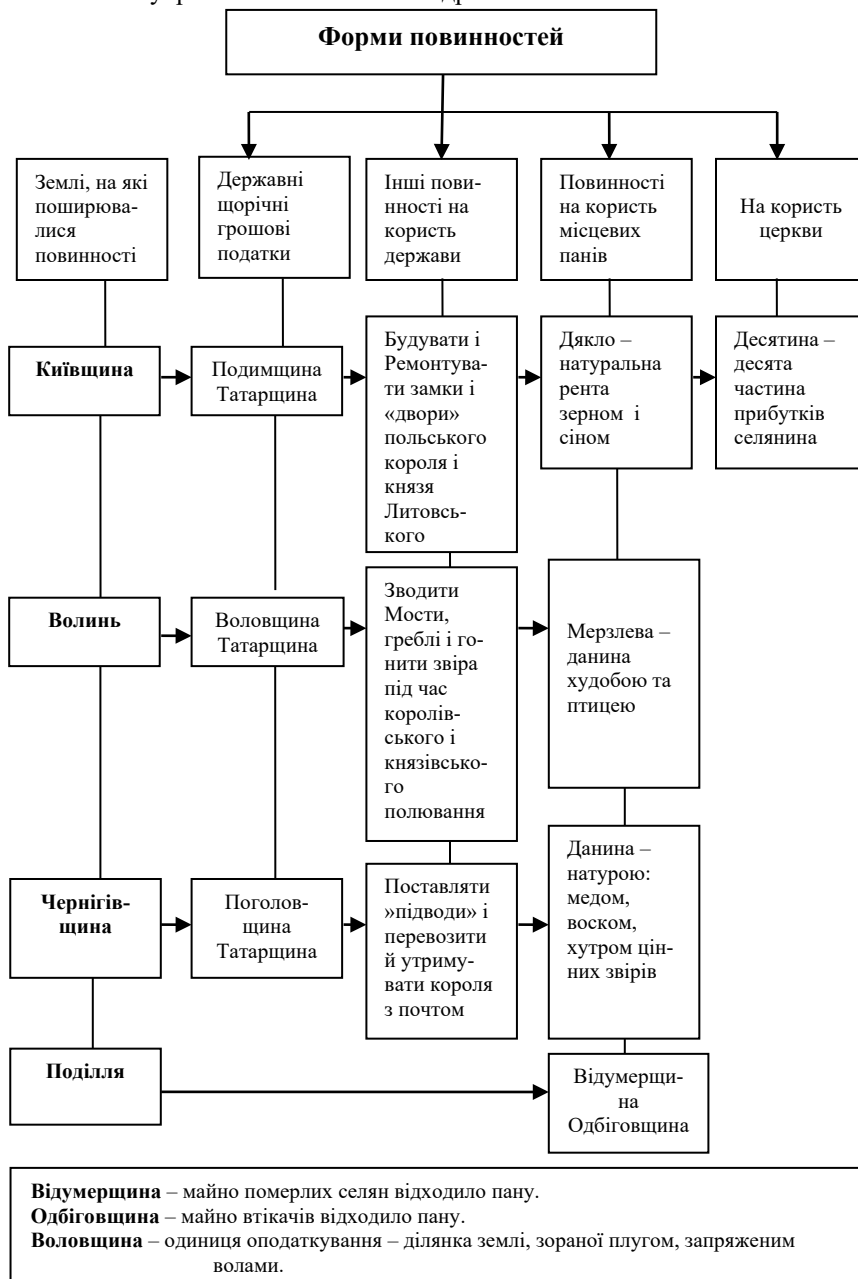 Форми повинностей
Землі, на які
поширюва-
лися
повинності
Державні
щорічні
грошові
податки
Інші пови-
нності на
користь
держави
Повинності
на користь
місцевих
панів
На користь
церкви
Київщина
Подимщина
Татарщина
Будувати і
Ремонтува-
ти замки і
«двори»
польського
короля і
князя
Литовсь-
кого
Дякло –
натуральна
рента
зерном і
сіном
Десятина –
десята
частина
прибутків
селянина
Волинь
Воловщина
Татарщина
Зводити
Мости,
греблі і го-
нити звіра
під час
королів-
ського і
князівсько-
го
полювання
Мерзлева –
данина
худобою та
птицею
Чернігів-
щина
Поголов-
щина
Татарщина
Поставляти
»підводи» і
перевозити
й утриму-
вати короля
з почтом
Данина –
натурою:
медом,
воском,
хутром цін-
них звірів
Поділля
Відумерщи-
на
Одбіговщина
Відумерщина – майно померлих селян відходило пану.
Одбіговщина – майно втікачів відходило пану.
Воловщина – одиниця оподаткування – ділянка землі, зораної плугом, запряженим
волами.